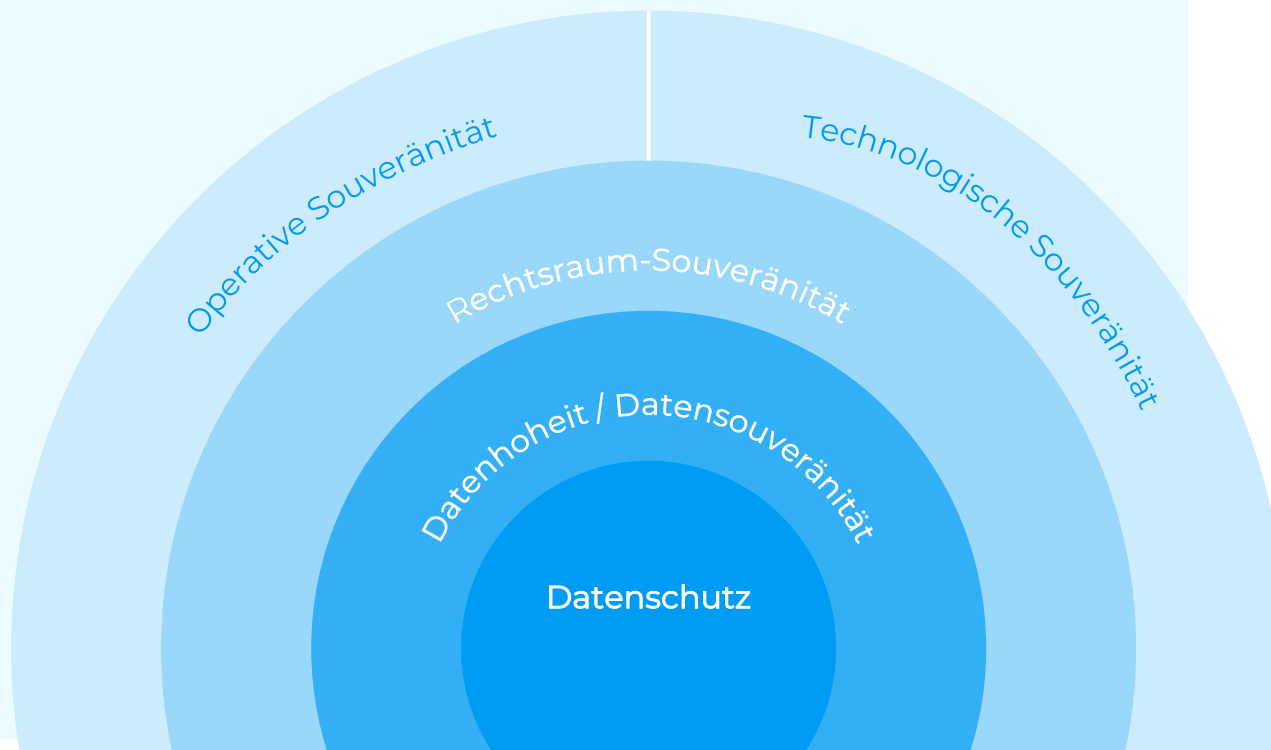 Operative Souveränität
Technologische Souveränität
Rechtsraum-Souveränität
Datenhoheit / Datensouveränität
Datenschutz